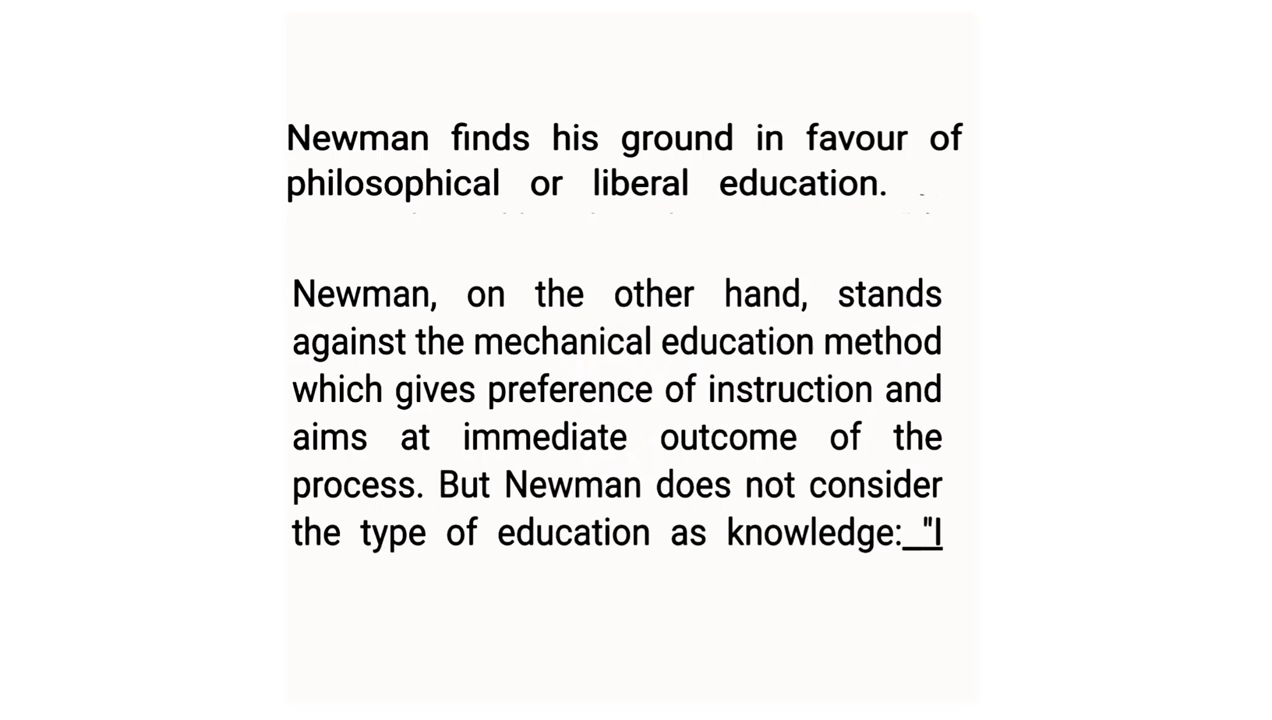 Newman finds his ground in favour of
philosophical or liberal education.
Newman, on the other hand, stands
against the mechanical education method
which gives preference of instruction and
aims at immediate outcome of the
process. But Newman does not consider
the type of education as knowledge: "I